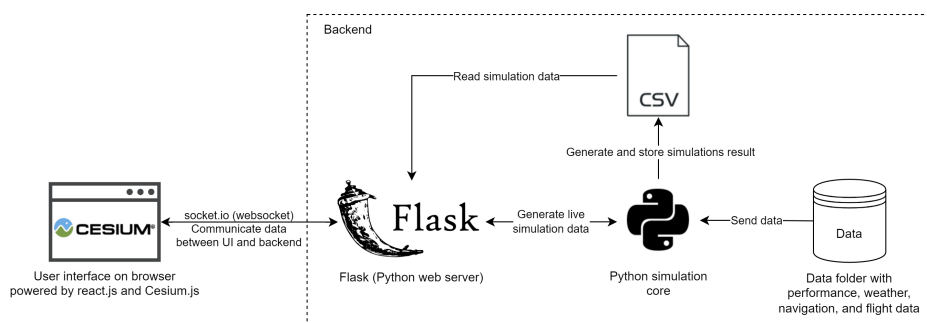 Backend
Read simulation data
CSV
Generate and store simulations result
CESIUM®
socket.io (websocket)
Communicate data
between UI and backend
Flask
Generate live
simulation data
Send data
Data
User interface on browser
powered by react.js and Cesium.js
Flask (Python web server)
Python simulation
core
Data folder with
performance, weather,
navigation, and flight data